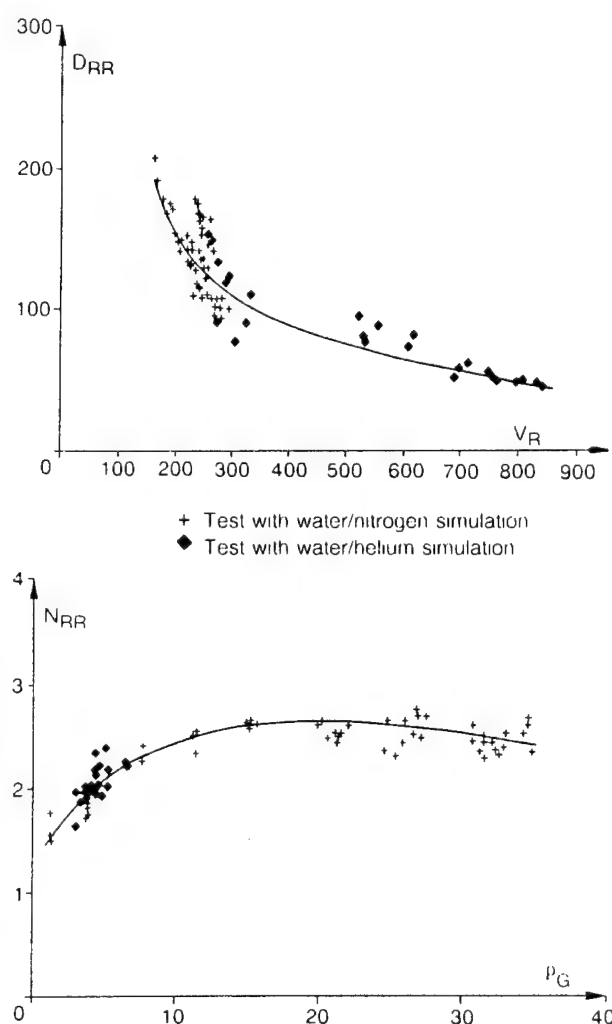 300
D_RR
200
100
0
100 200 300 400 500 600 700 800 900
V_R
+ Test with water/nitrogen simulation
◆ Test with water/helium simulation
4
N_RR
3
2
1
0
10 20 30 40
ρ_G